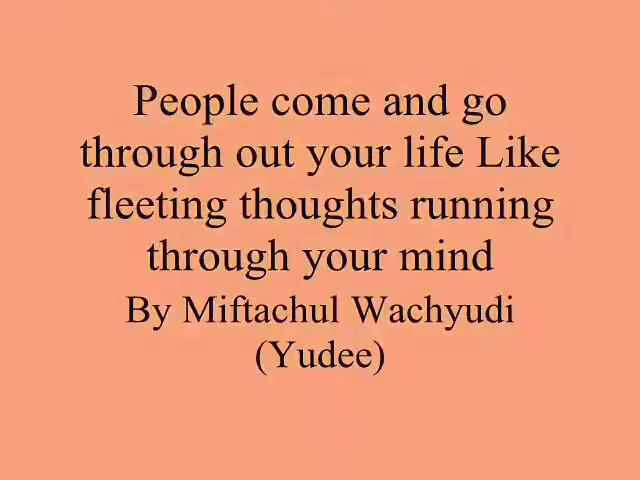 People come and go
through out your life Like
fleeting thoughts running
through your mind
By Miftachul Wachyudi
(Yudee)